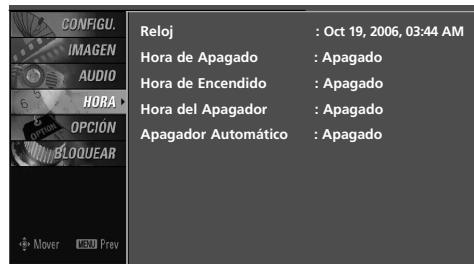 CONFIGU.
IMAGEN
AUDIO
HORA
OPCIÓN
BLOQUEAR
Mover MENU Prev
Reloj : Oct 19, 2006, 03:44 AM
Hora de Apagado : Apagado
Hora de Encendido : Apagado
Hora del Apagador : Apagado
Apagador Automático : Apagado